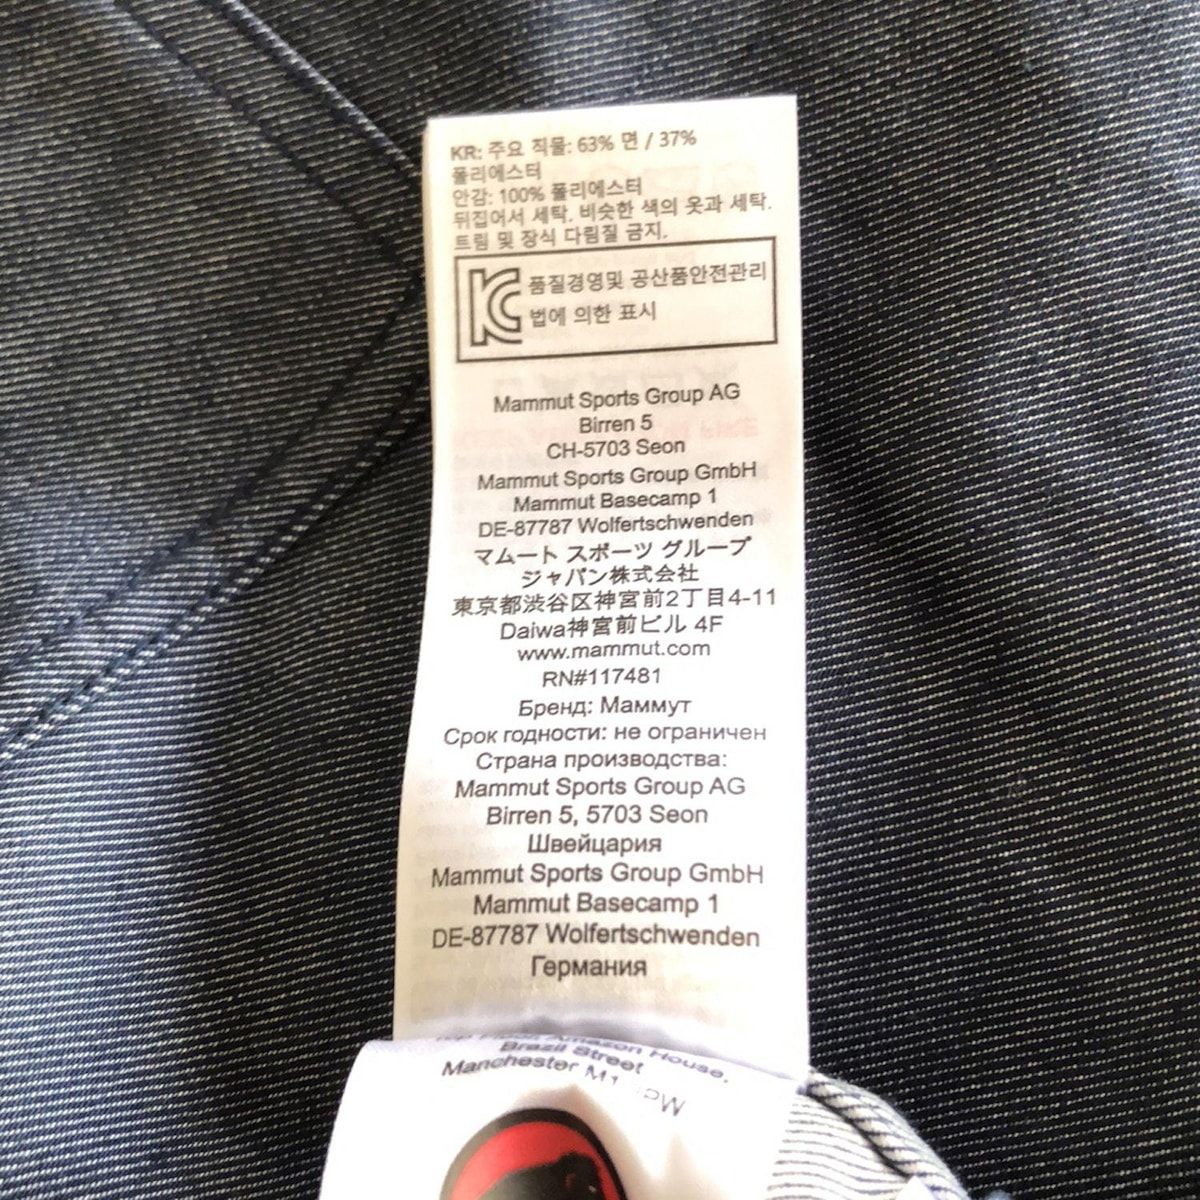 KR: 주요 직물: 63% 면 / 37%
폴리에스터
안감: 100% 폴리에스터
뒤집어서 세탁. 비슷한 색의 옷과 세탁.
트림 및 장식 다림질 금지.
품질경영및 공산품안전관리
법에 의한 표시
Mammut Sports Group AG
Birren 5
CH-5703 Seon
Mammut Sports Group GmbH
Mammut Basecamp 1
DE-87787 Wolfertschwenden
マムート スポーツ グループ
ジャパン株式会社
東京都渋谷区神宮前2丁目4-11
Daiwa神宮前ビル 4F
www.mammut.com
RN#117481
Бренд: Маммут
Срок годности: не ограничен
Страна производства:
Mammut Sports Group AG
Birren 5, 5703 Seon
Швейцария
Mammut Sports Group GmbH
Mammut Basecamp 1
DE-87787 Wolfertschwenden
Германия
Amazon House,
Brazil Street
Manchester M1